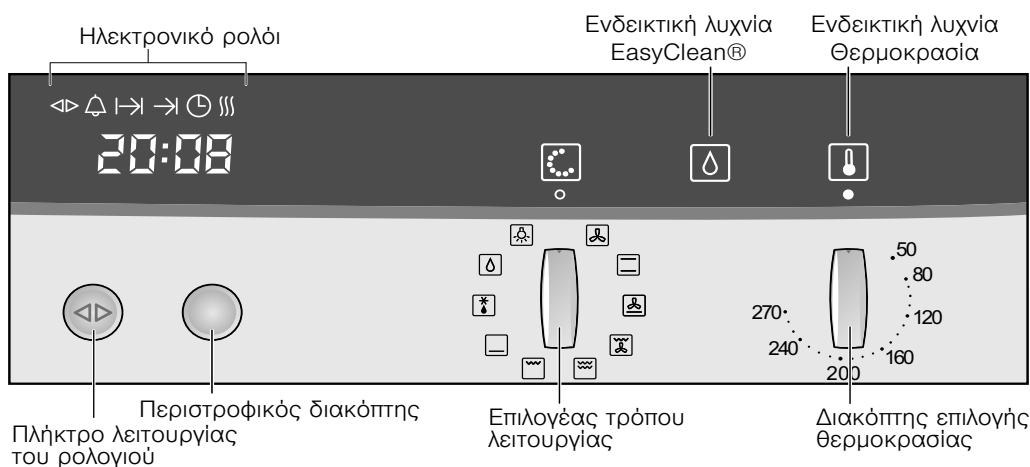 Ηλεκτρονικό ρολόι
Ενδεικτική λυχνία
EasyClean®
Ενδεικτική λυχνία
Θερμοκρασία
20:08
50
80
120
160
200
240
270
Πλήκτρο λειτουργίας
του ρολογιού
Περιστροφικός διακόπτης
Επιλογέας τρόπου
λειτουργίας
Διακόπτης επιλογής
θερμοκρασίας